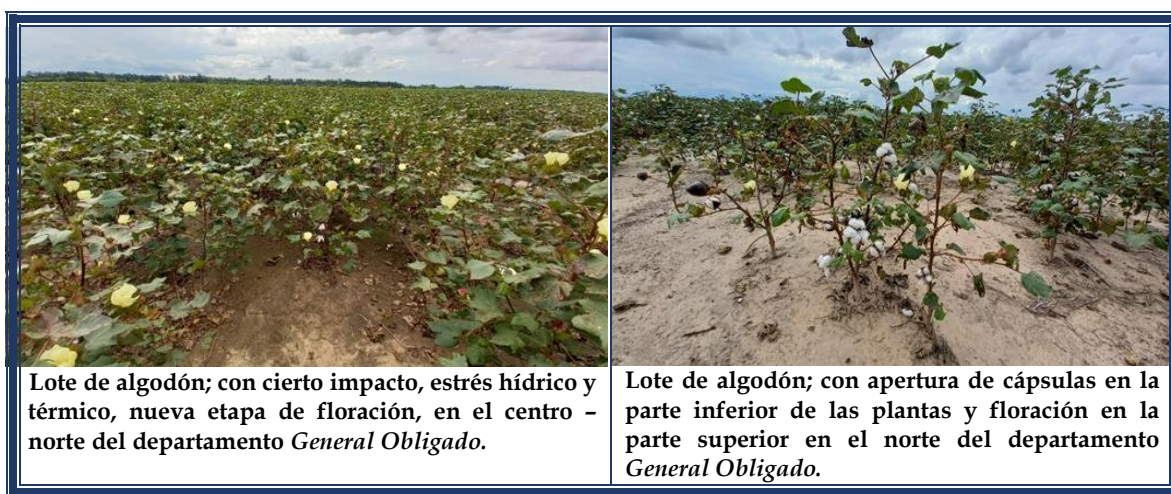 Lote de algodón; con cierto impacto, estrés hídrico y
térmico, nueva etapa de floración, en el centro –
norte del departamento General Obligado.
Lote de algodón; con apertura de cápsulas en la
parte inferior de las plantas y floración en la
parte superior en el norte del departamento
General Obligado.